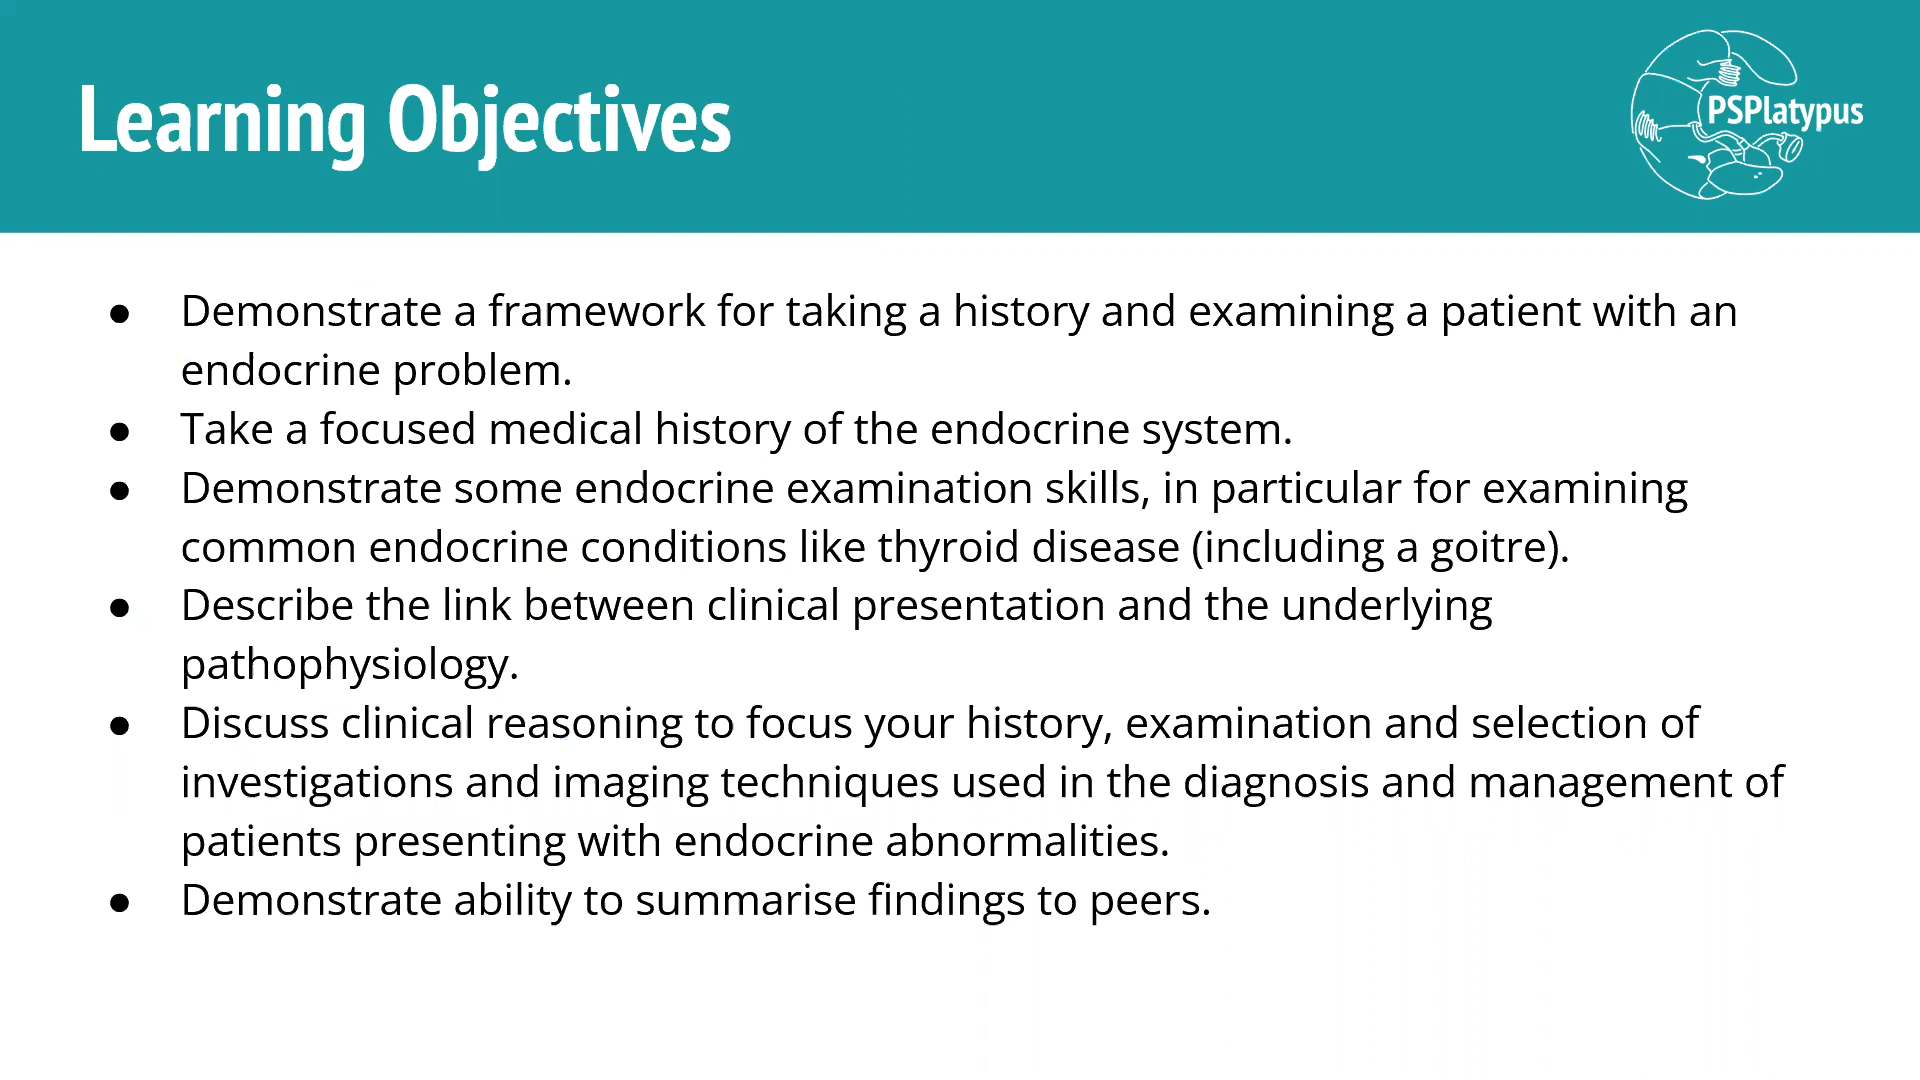 Learning Objectives
PSPlatypus
● Demonstrate a framework for taking a history and examining a patient with an
endocrine problem.
● Take a focused medical history of the endocrine system.
● Demonstrate some endocrine examination skills, in particular for examining
common endocrine conditions like thyroid disease (including a goitre).
● Describe the link between clinical presentation and the underlying
pathophysiology.
● Discuss clinical reasoning to focus your history, examination and selection of
investigations and imaging techniques used in the diagnosis and management of
patients presenting with endocrine abnormalities.
● Demonstrate ability to summarise findings to peers.